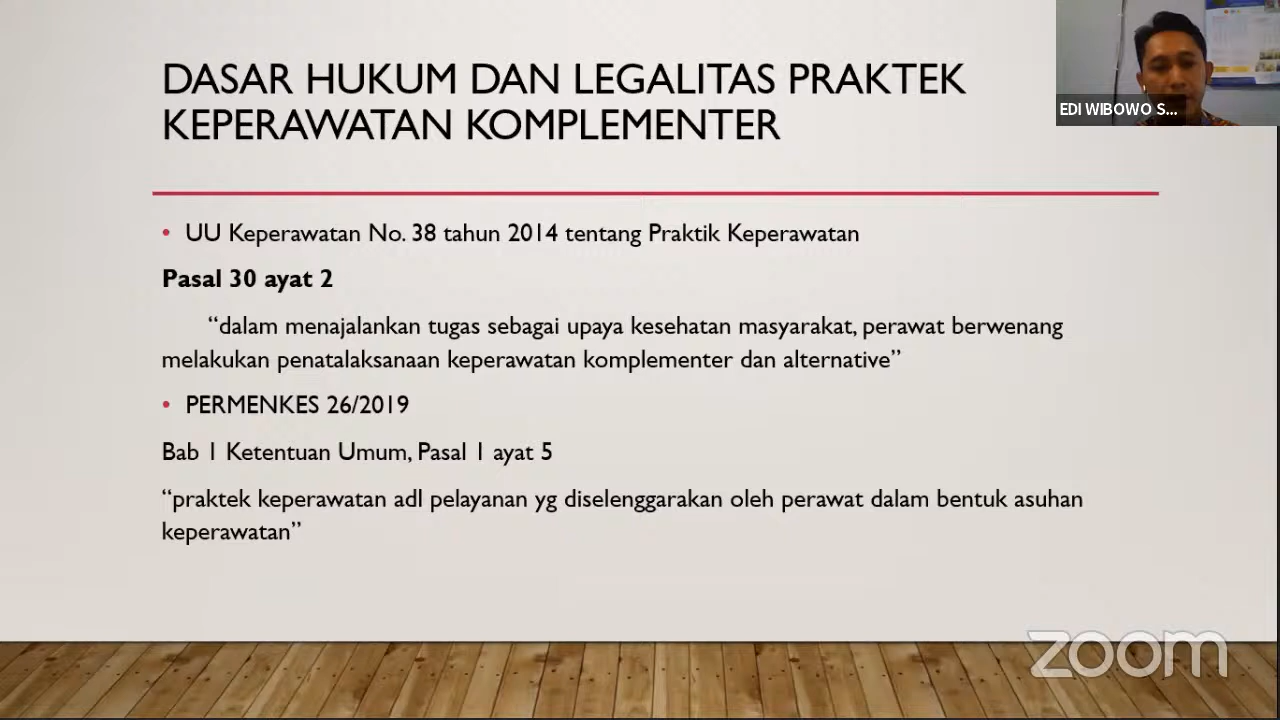 DASAR HUKUM DAN LEGALITAS PRAKTEK
KEPERAWATAN KOMPLEMENTER
EDI WIBOWO S...
• UU Keperawatan No. 38 tahun 2014 tentang Praktik Keperawatan
Pasal 30 ayat 2
“dalam menajalankan tugas sebagai upaya kesehatan masyarakat, perawat berwenang
melakukan penatalaksanaan keperawatan komplementer dan alternative”
• PERMENKES 26/2019
Bab 1 Ketentuan Umum, Pasal 1 ayat 5
“praktek keperawatan adl pelayanan yg diselenggarakan oleh perawat dalam bentuk asuhan
keperawatan”
zoom